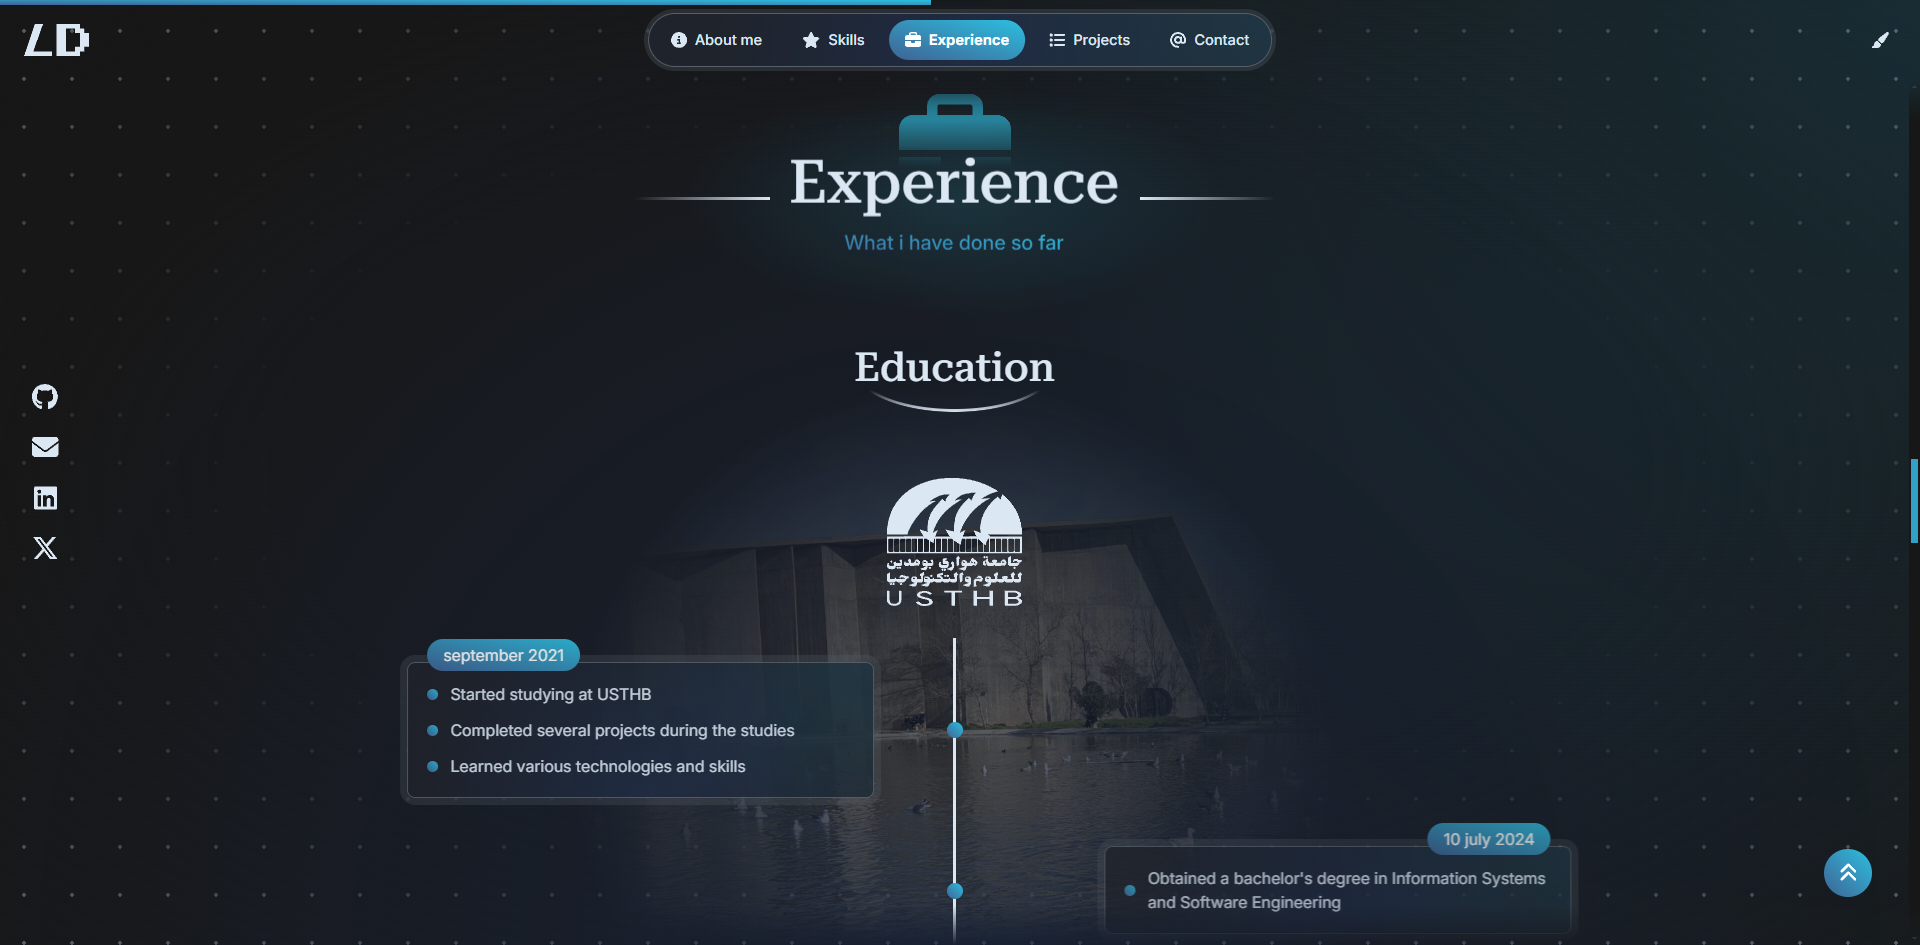 LD
About me
Skills
Experience
Projects
Contact
Experience
What i have done so far
Education
جامعة هواري بومدين
للعلوم والتكنولوجيا
USTHB
september 2021
Started studying at USTHB
Completed several projects during the studies
Learned various technologies and skills
10 july 2024
Obtained a bachelor's degree in Information Systems
and Software Engineering